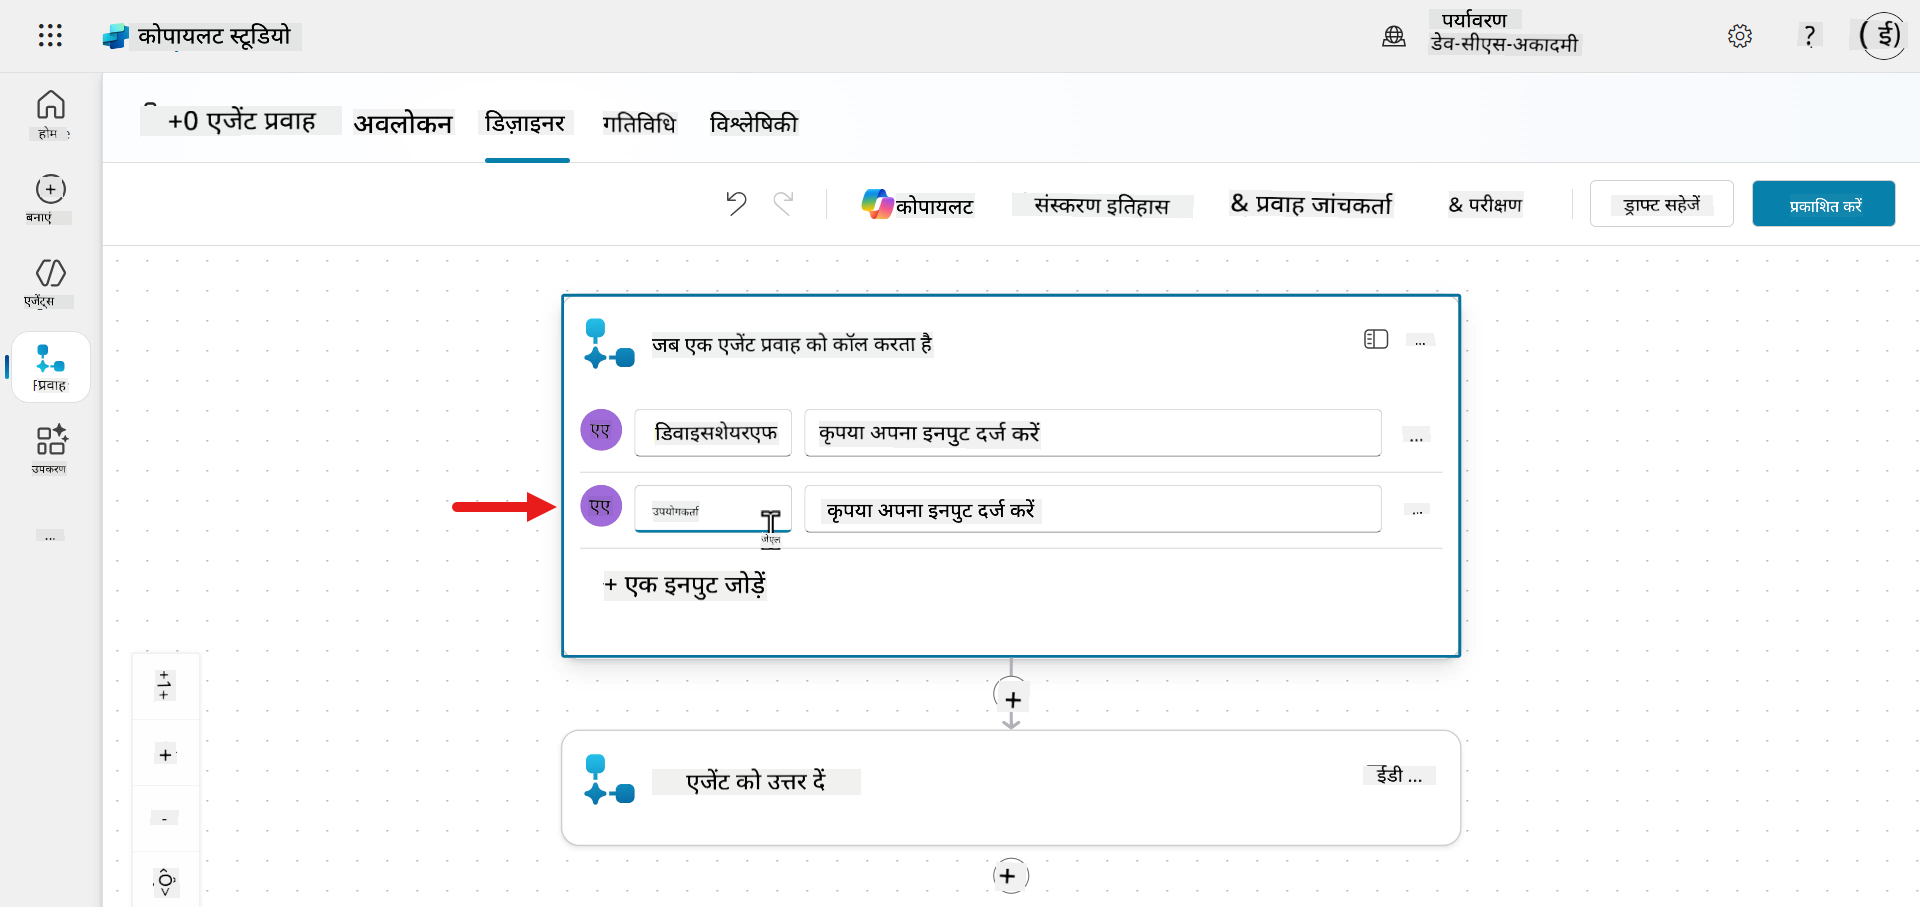 कोपायलट स्टूडियो
पर्यावरण
डेव-सीएस-अकादमी
?
( ई)
होम
बनाएं
एजेंट्स
प्रवाह
उपकरण
...
+0 एजेंट प्रवाह
अवलोकन
डिज़ाइनर
गतिविधि
विश्लेषिकी
कोपायलट
संस्करण इतिहास
& प्रवाह जांचकर्ता
& परीक्षण
ड्राफ्ट सहेजें
प्रकाशित करें
जब एक एजेंट प्रवाह को कॉल करता है
...
एए
डिवाइसशेयरएफ
कृपया अपना इनपुट दर्ज करें
...
एए
उपयोगकर्ता
जेएल
कृपया अपना इनपुट दर्ज करें
...
+ एक इनपुट जोड़ें
+
एजेंट को उत्तर दें
ईडी ...
+
+
-